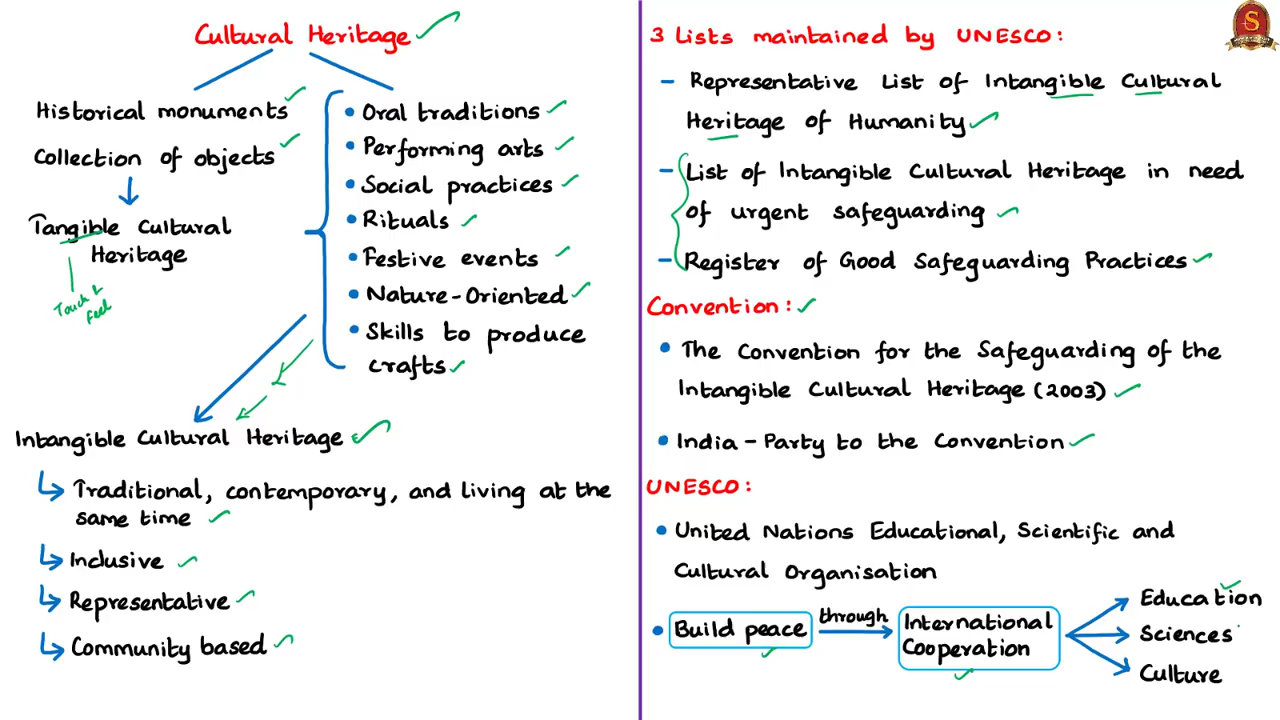 Cultural Heritage
Historical monuments
Collection of objects
Tangible Cultural
Heritage
Touch &
feel
• Oral traditions
• Performing arts
• Social practices
• Rituals
• Festive events
• Nature-Oriented
• Skills to produce
crafts
Intangible Cultural Heritage
Traditional, contemporary, and living at the
same time
Inclusive
Representative
Community based
3 Lists maintained by UNESCO:
- Representative List of Intangible Cultural
Heritage of Humanity
- List of Intangible Cultural Heritage in need
of urgent safeguarding
- Register of Good Safeguarding Practices
Convention:
• The Convention for the Safeguarding of the
Intangible Cultural Heritage (2003)
• India - Party to the Convention
UNESCO:
• United Nations Educational, Scientific and
Cultural Organisation
• Build peace through International
Cooperation
Education
Sciences
Culture
S